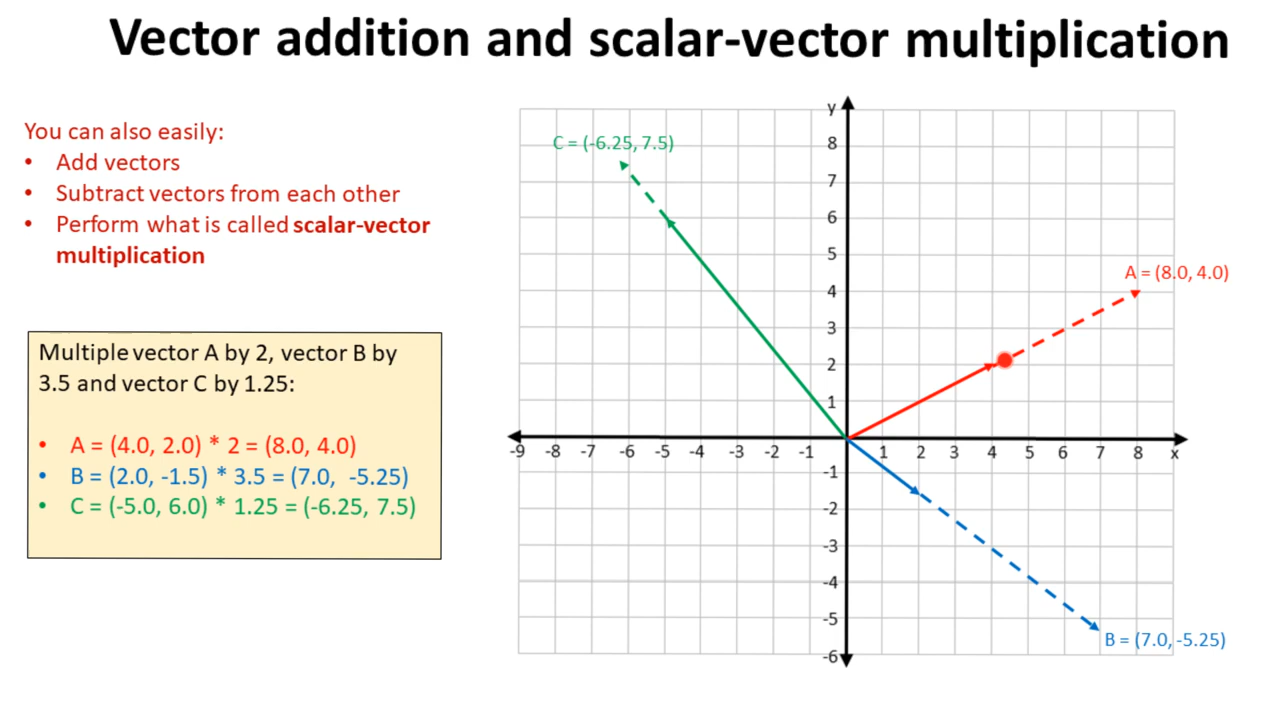 Vector addition and scalar-vector multiplication
You can also easily:
• Add vectors
• Subtract vectors from each other
• Perform what is called scalar-vector
multiplication
Multiple vector A by 2, vector B by
3.5 and vector C by 1.25:
• A = (4.0, 2.0) * 2 = (8.0, 4.0)
• B = (2.0, -1.5) * 3.5 = (7.0, -5.25)
• C = (-5.0, 6.0) * 1.25 = (-6.25, 7.5)
y
C = (-6.25, 7.5)
8
7
6
5
A = (8.0, 4.0)
4
3
2
1
-9 -8 -7 -6 -5 -4 -3 -2 -1 1 2 3 4 5 6 7 8 x
-1
-2
-3
-4
-5
B = (7.0, -5.25)
-6